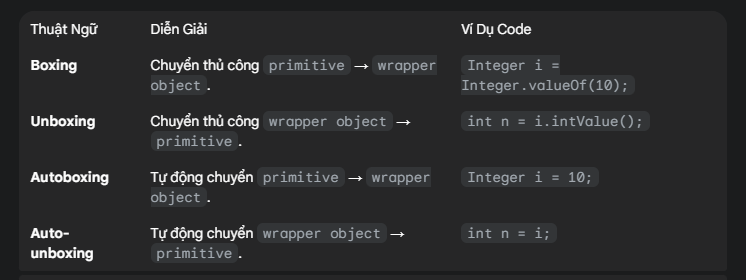 Thuật Ngữ Diễn Giải Ví Dụ Code
Boxing Chuyển thủ công primitive → wrapper Integer i =
object. Integer.valueOf(10);
Unboxing Chuyển thủ công wrapper object → int n = i.intValue();
primitive.
Autoboxing Tự động chuyển primitive → wrapper Integer i = 10;
object.
Auto- Tự động chuyển wrapper object → int n = i;
unboxing primitive.